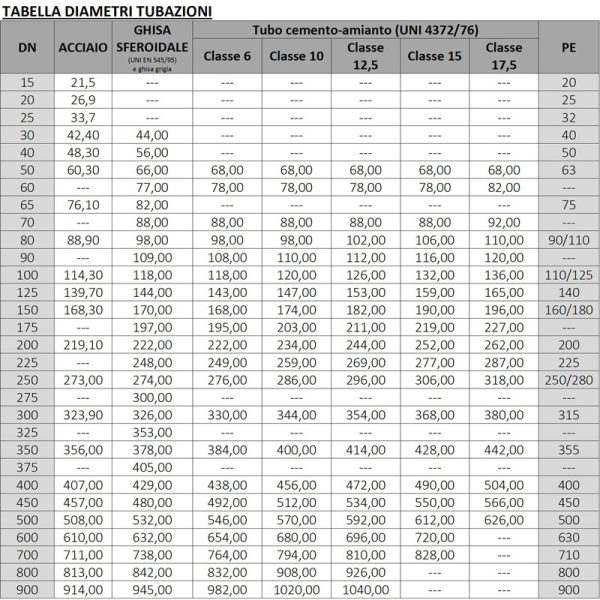 TABELLA DIAMETRI TUBAZIONI
DN ACCIAIO GHISA SFEROIDALE (UNI EN 545/95) e ghisa grigia Tubo cemento-amianto (UNI 4372/76) PE
Classe 6 Classe 10 Classe 12,5 Classe 15 Classe 17,5
15 21,5 --- --- --- --- --- --- 20
20 26,9 --- --- --- --- --- --- 25
25 33,7 --- --- --- --- --- --- 32
30 42,40 44,00 --- --- --- --- --- 40
40 48,30 56,00 --- --- --- --- --- 50
50 60,30 66,00 68,00 68,00 68,00 68,00 68,00 63
60 --- 77,00 78,00 78,00 78,00 78,00 82,00 ---
65 76,10 82,00 --- --- --- --- --- 75
70 --- 88,00 88,00 88,00 88,00 88,00 92,00 ---
80 88,90 98,00 98,00 98,00 102,00 106,00 110,00 90/110
90 --- 109,00 108,00 110,00 112,00 116,00 120,00 ---
100 114,30 118,00 118,00 120,00 126,00 132,00 136,00 110/125
125 139,70 144,00 143,00 147,00 153,00 159,00 165,00 140
150 168,30 170,00 168,00 174,00 182,00 190,00 196,00 160/180
175 --- 197,00 195,00 203,00 211,00 219,00 227,00 ---
200 219,10 222,00 222,00 234,00 244,00 252,00 262,00 200
225 --- 248,00 249,00 259,00 269,00 277,00 287,00 225
250 273,00 274,00 276,00 286,00 296,00 306,00 318,00 250/280
275 --- 300,00 --- --- --- --- --- ---
300 323,90 326,00 330,00 344,00 354,00 368,00 380,00 315
325 --- 353,00 --- --- --- --- --- ---
350 356,00 378,00 384,00 400,00 414,00 428,00 442,00 355
375 --- 405,00 --- --- --- --- --- ---
400 407,00 429,00 438,00 456,00 472,00 490,00 504,00 400
450 457,00 480,00 492,00 512,00 534,00 550,00 566,00 450
500 508,00 532,00 546,00 570,00 592,00 612,00 626,00 500
600 610,00 632,00 654,00 680,00 696,00 720,00 --- 630
700 711,00 738,00 764,00 794,00 810,00 828,00 --- 710
800 813,00 842,00 832,00 908,00 926,00 --- --- 800
900 914,00 945,00 982,00 1020,00 1040,00 --- --- 900